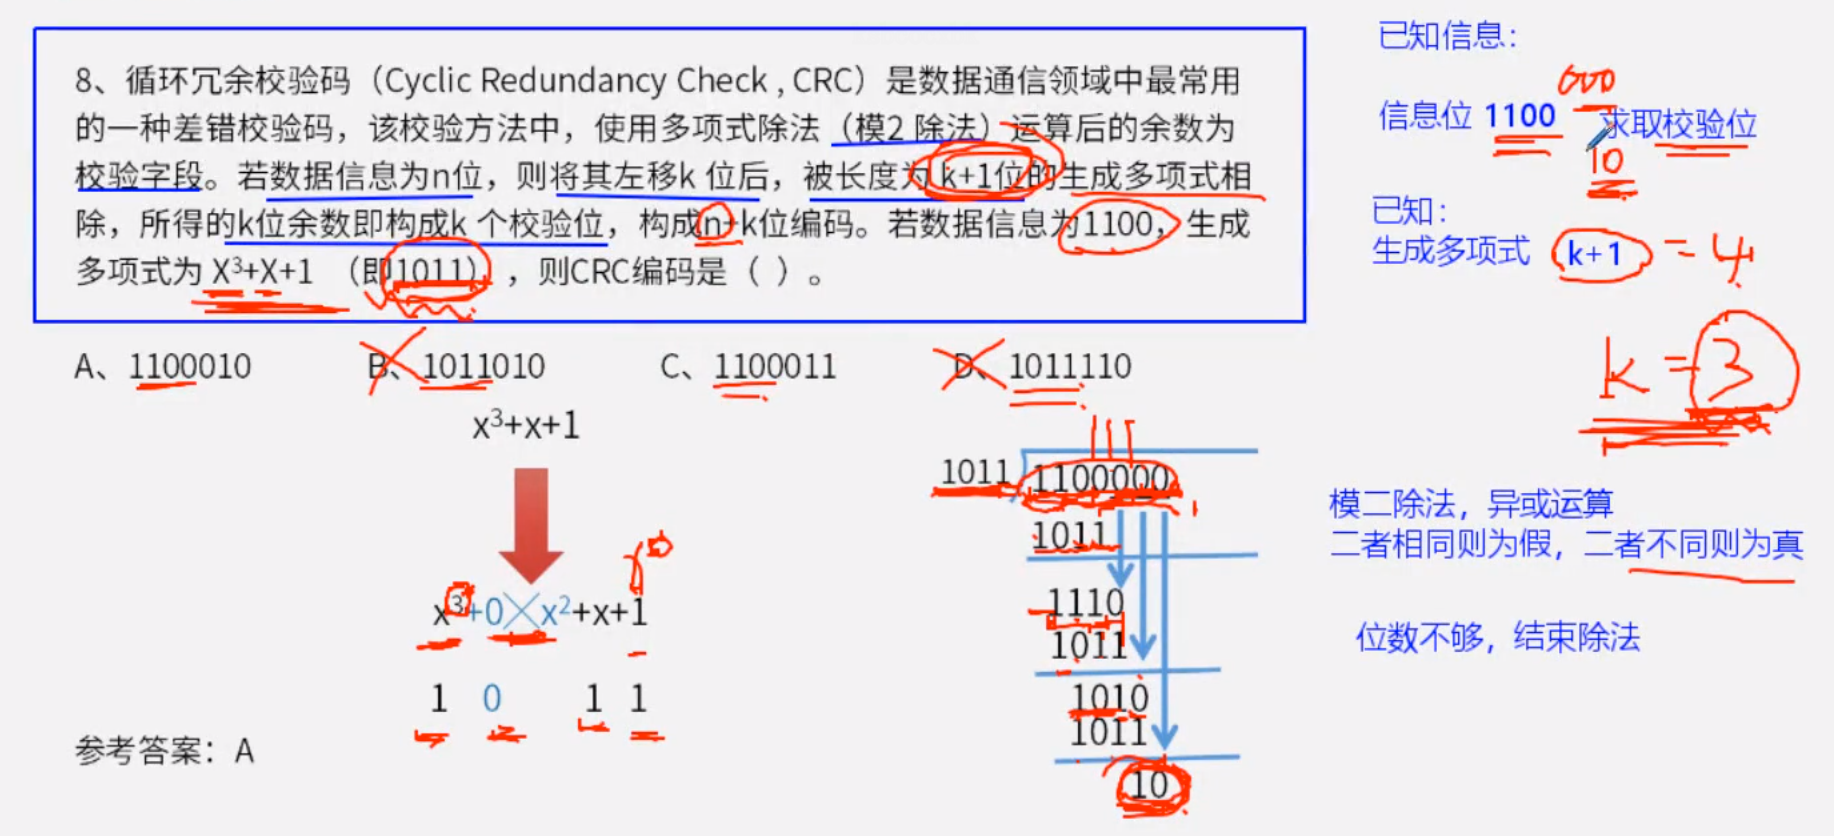 8、循环冗余校验码（Cyclic Redundancy Check , CRC）是数据通信领域中最常用
的一种差错校验码，该校验方法中，使用多项式除法（模2 除法）运算后的余数为
校验字段。若数据信息为n位，则将其左移k 位后，被长度为 k+1位的生成多项式相
除，所得的k位余数即构成k 个校验位，构成n+k位编码。若数据信息为1100，生成
多项式为 X³+X+1 （即1011），则CRC编码是（ ）。
A、1100010
B、1011010
C、1100011
D、1011110
x³+x+1
x³+0×x²+x+1
0
1 0 1 1
参考答案：A
111
1011
1100000
1011
1110
1011
1010
1011
10
已知信息：
000
信息位 1100 求取校验位
10
已知：
生成多项式 k+1 = 4
k = 3
模二除法，异或运算
二者相同则为假，二者不同则为真
位数不够，结束除法